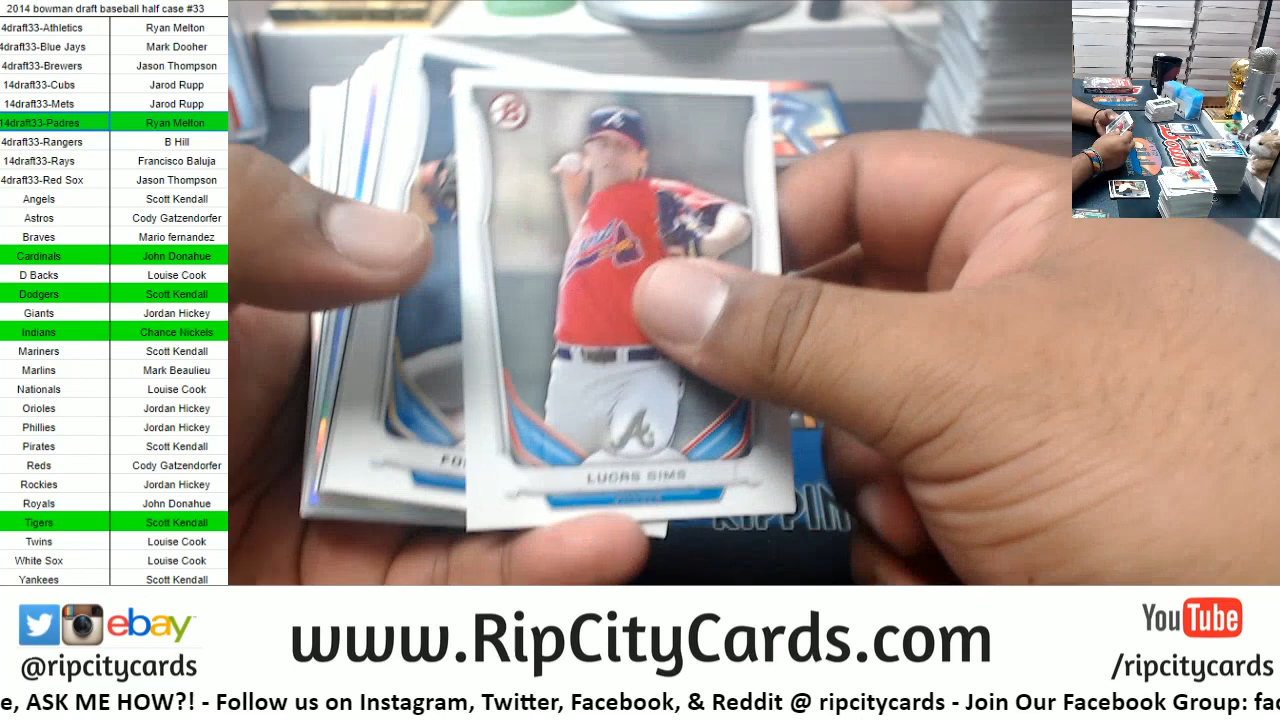 2014 bowman draft baseball half case #33
4draft33-Athletics Ryan Melton
4draft33-Blue Jays Mark Dooher
4draft33-Brewers Jason Thompson
14draft33-Cubs Jarod Rupp
14draft33-Mets Jarod Rupp
14draft33-Padres Ryan Melton
4draft33-Rangers B Hill
14draft33-Rays Francisco Baluja
4draft33-Red Sox Jason Thompson
Angels Scott Kendall
Astros Cody Gatzendorfer
Braves Mario fernandez
Cardinals John Donahue
D Backs Louise Cook
Dodgers Scott Kendall
Giants Jordan Hickey
Indians Chance Nickels
Mariners Scott Kendall
Marlins Mark Beaulieu
Nationals Louise Cook
Orioles Jordan Hickey
Phillies Jordan Hickey
Pirates Scott Kendall
Reds Cody Gatzendorfer
Rockies Jordan Hickey
Royals John Donahue
Tigers Scott Kendall
Twins Louise Cook
White Sox Louise Cook
Yankees Scott Kendall
B
A
A
LUCAS SIMS
FO
RIPPIN
ebay
@ripcitycards
www.RipCityCards.com
YouTube
/ripcitycards
e, ASK ME HOW?! - Follow us on Instagram, Twitter, Facebook, & Reddit @ ripcitycards - Join Our Facebook Group: fac